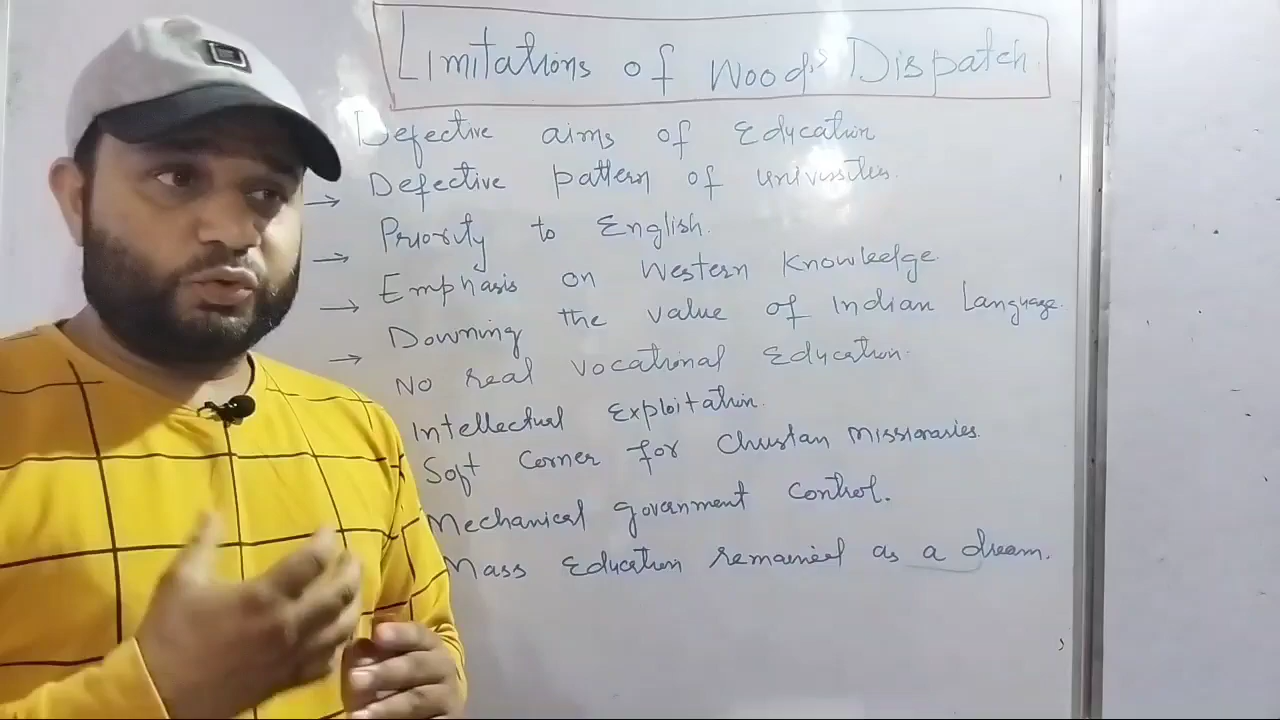 Limitations of Wood's Dispatch
Defective aims of Education
→ Defective pattern of universities.
Priority to English.
→ Emphasis on Western Knowledge.
→ Downing the value of Indian Language.
→ No real vocational Education.
Intellectual Exploitation.
Soft Corner for Christian Missionaries.
Mechanical government control.
Mass Education remained as a dream.